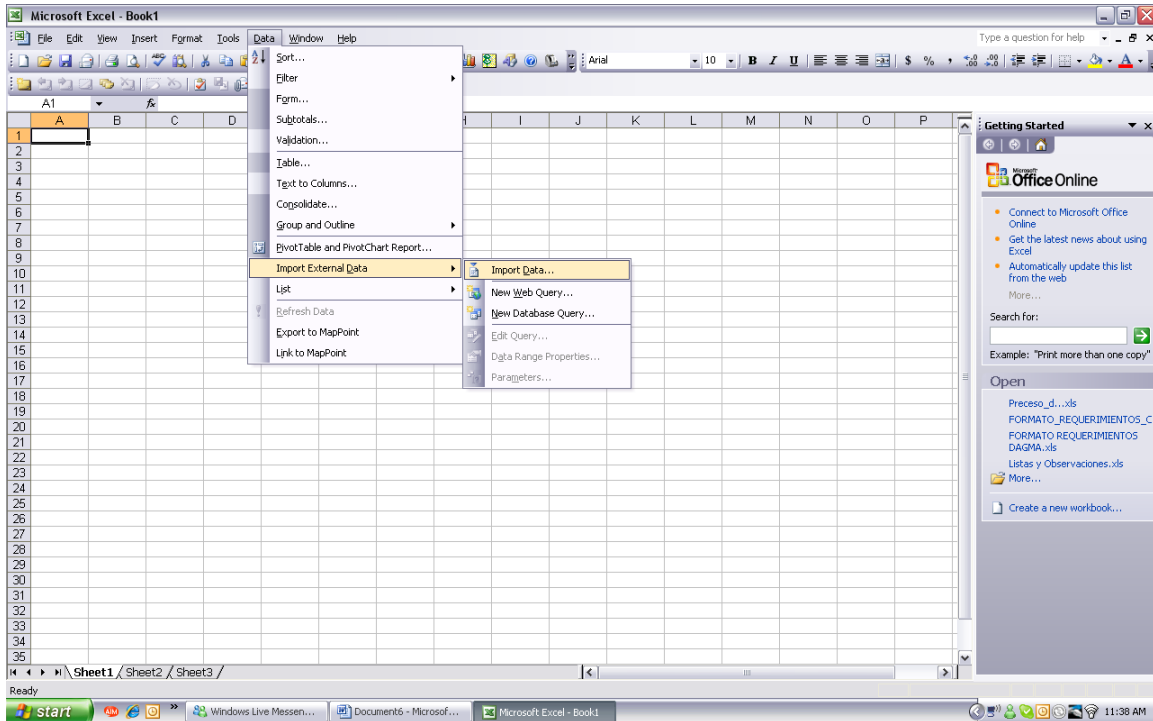 Microsoft Excel - Book1
File Edit View Insert Format Tools Data Window Help
Type a question for help
Arial 10 B I U $ % ,
A1 fx
A B C D H I J K L M N O P
1
2
3
4
5
6
7
8
9
10
11
12
13
14
15
16
17
18
19
20
21
22
23
24
25
26
27
28
29
30
31
32
33
34
35
Sort...
Filter
Form...
Subtotals...
Validation...
Table...
Text to Columns...
Consolidate...
Group and Outline
PivotTable and PivotChart Report...
Import External Data
List
Refresh Data
Export to MapPoint
Link to MapPoint
Import Data...
New Web Query...
New Database Query...
Edit Query...
Data Range Properties...
Parameters...
Getting Started
Microsoft
Office Online
Connect to Microsoft Office
Online
Get the latest news about using
Excel
Automatically update this list
from the web
More...
Search for:
Example: "Print more than one copy"
Open
Preceso_d...xls
FORMATO_REQUERIMIENTOS_C
FORMATO REQUERIMIENTOS
DAGMA.xls
Listas y Observaciones.xls
More...
Create a new workbook...
Sheet1 / Sheet2 / Sheet3 /
Ready
start Windows Live Messen... Document6 - Microsof... Microsoft Excel - Book1 11:38 AM